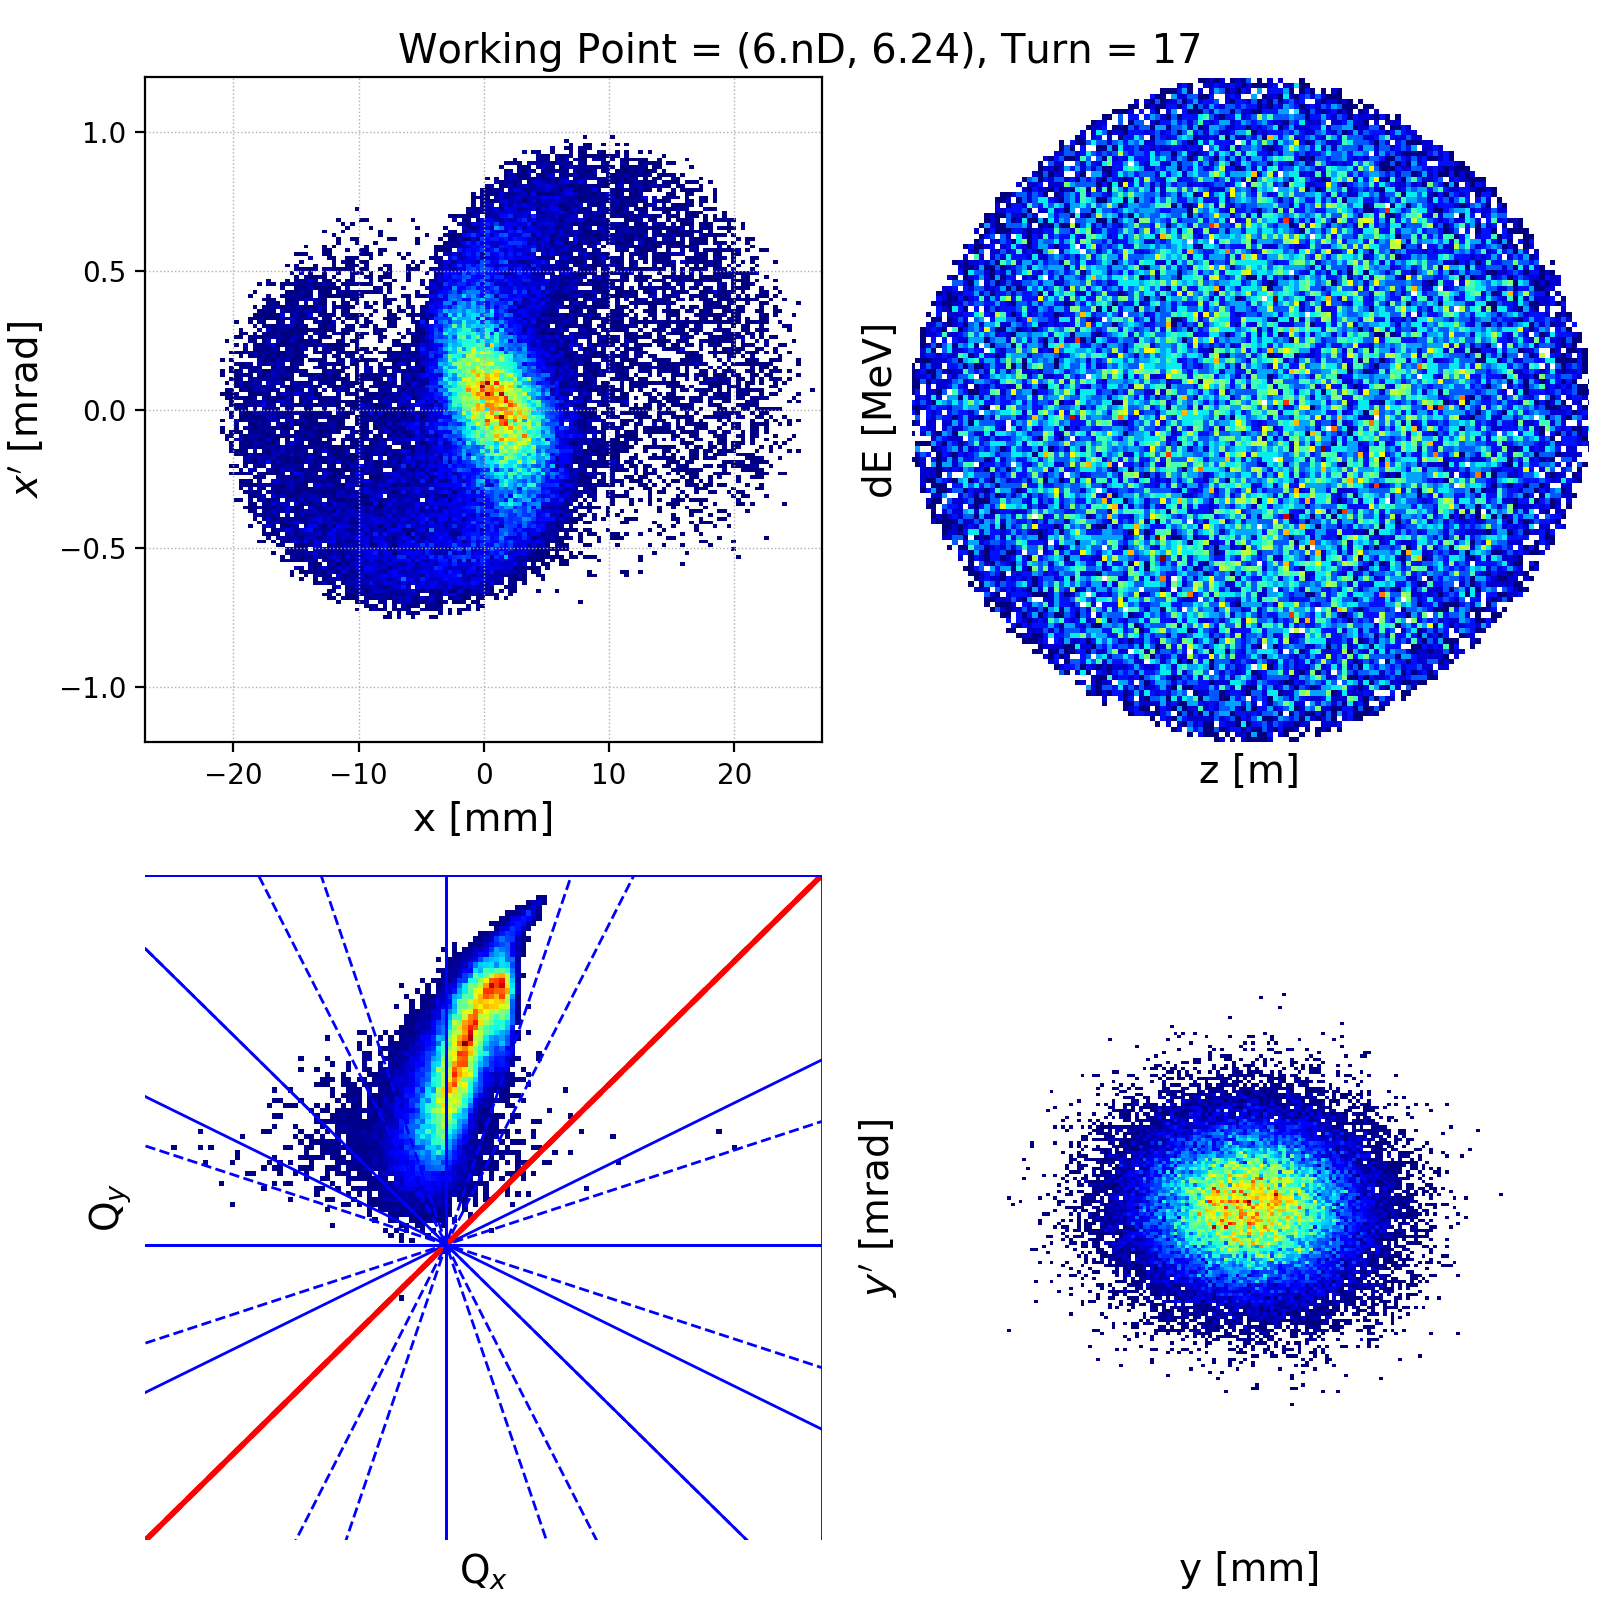 Working Point = (6.nD, 6.24), Turn = 17
1.0
0.5
0.0
−0.5
−1.0
x′ [mrad]
−20 −10 0 10 20
x [mm]
dE [MeV]
z [m]
Qy
Qx
y′ [mrad]
y [mm]